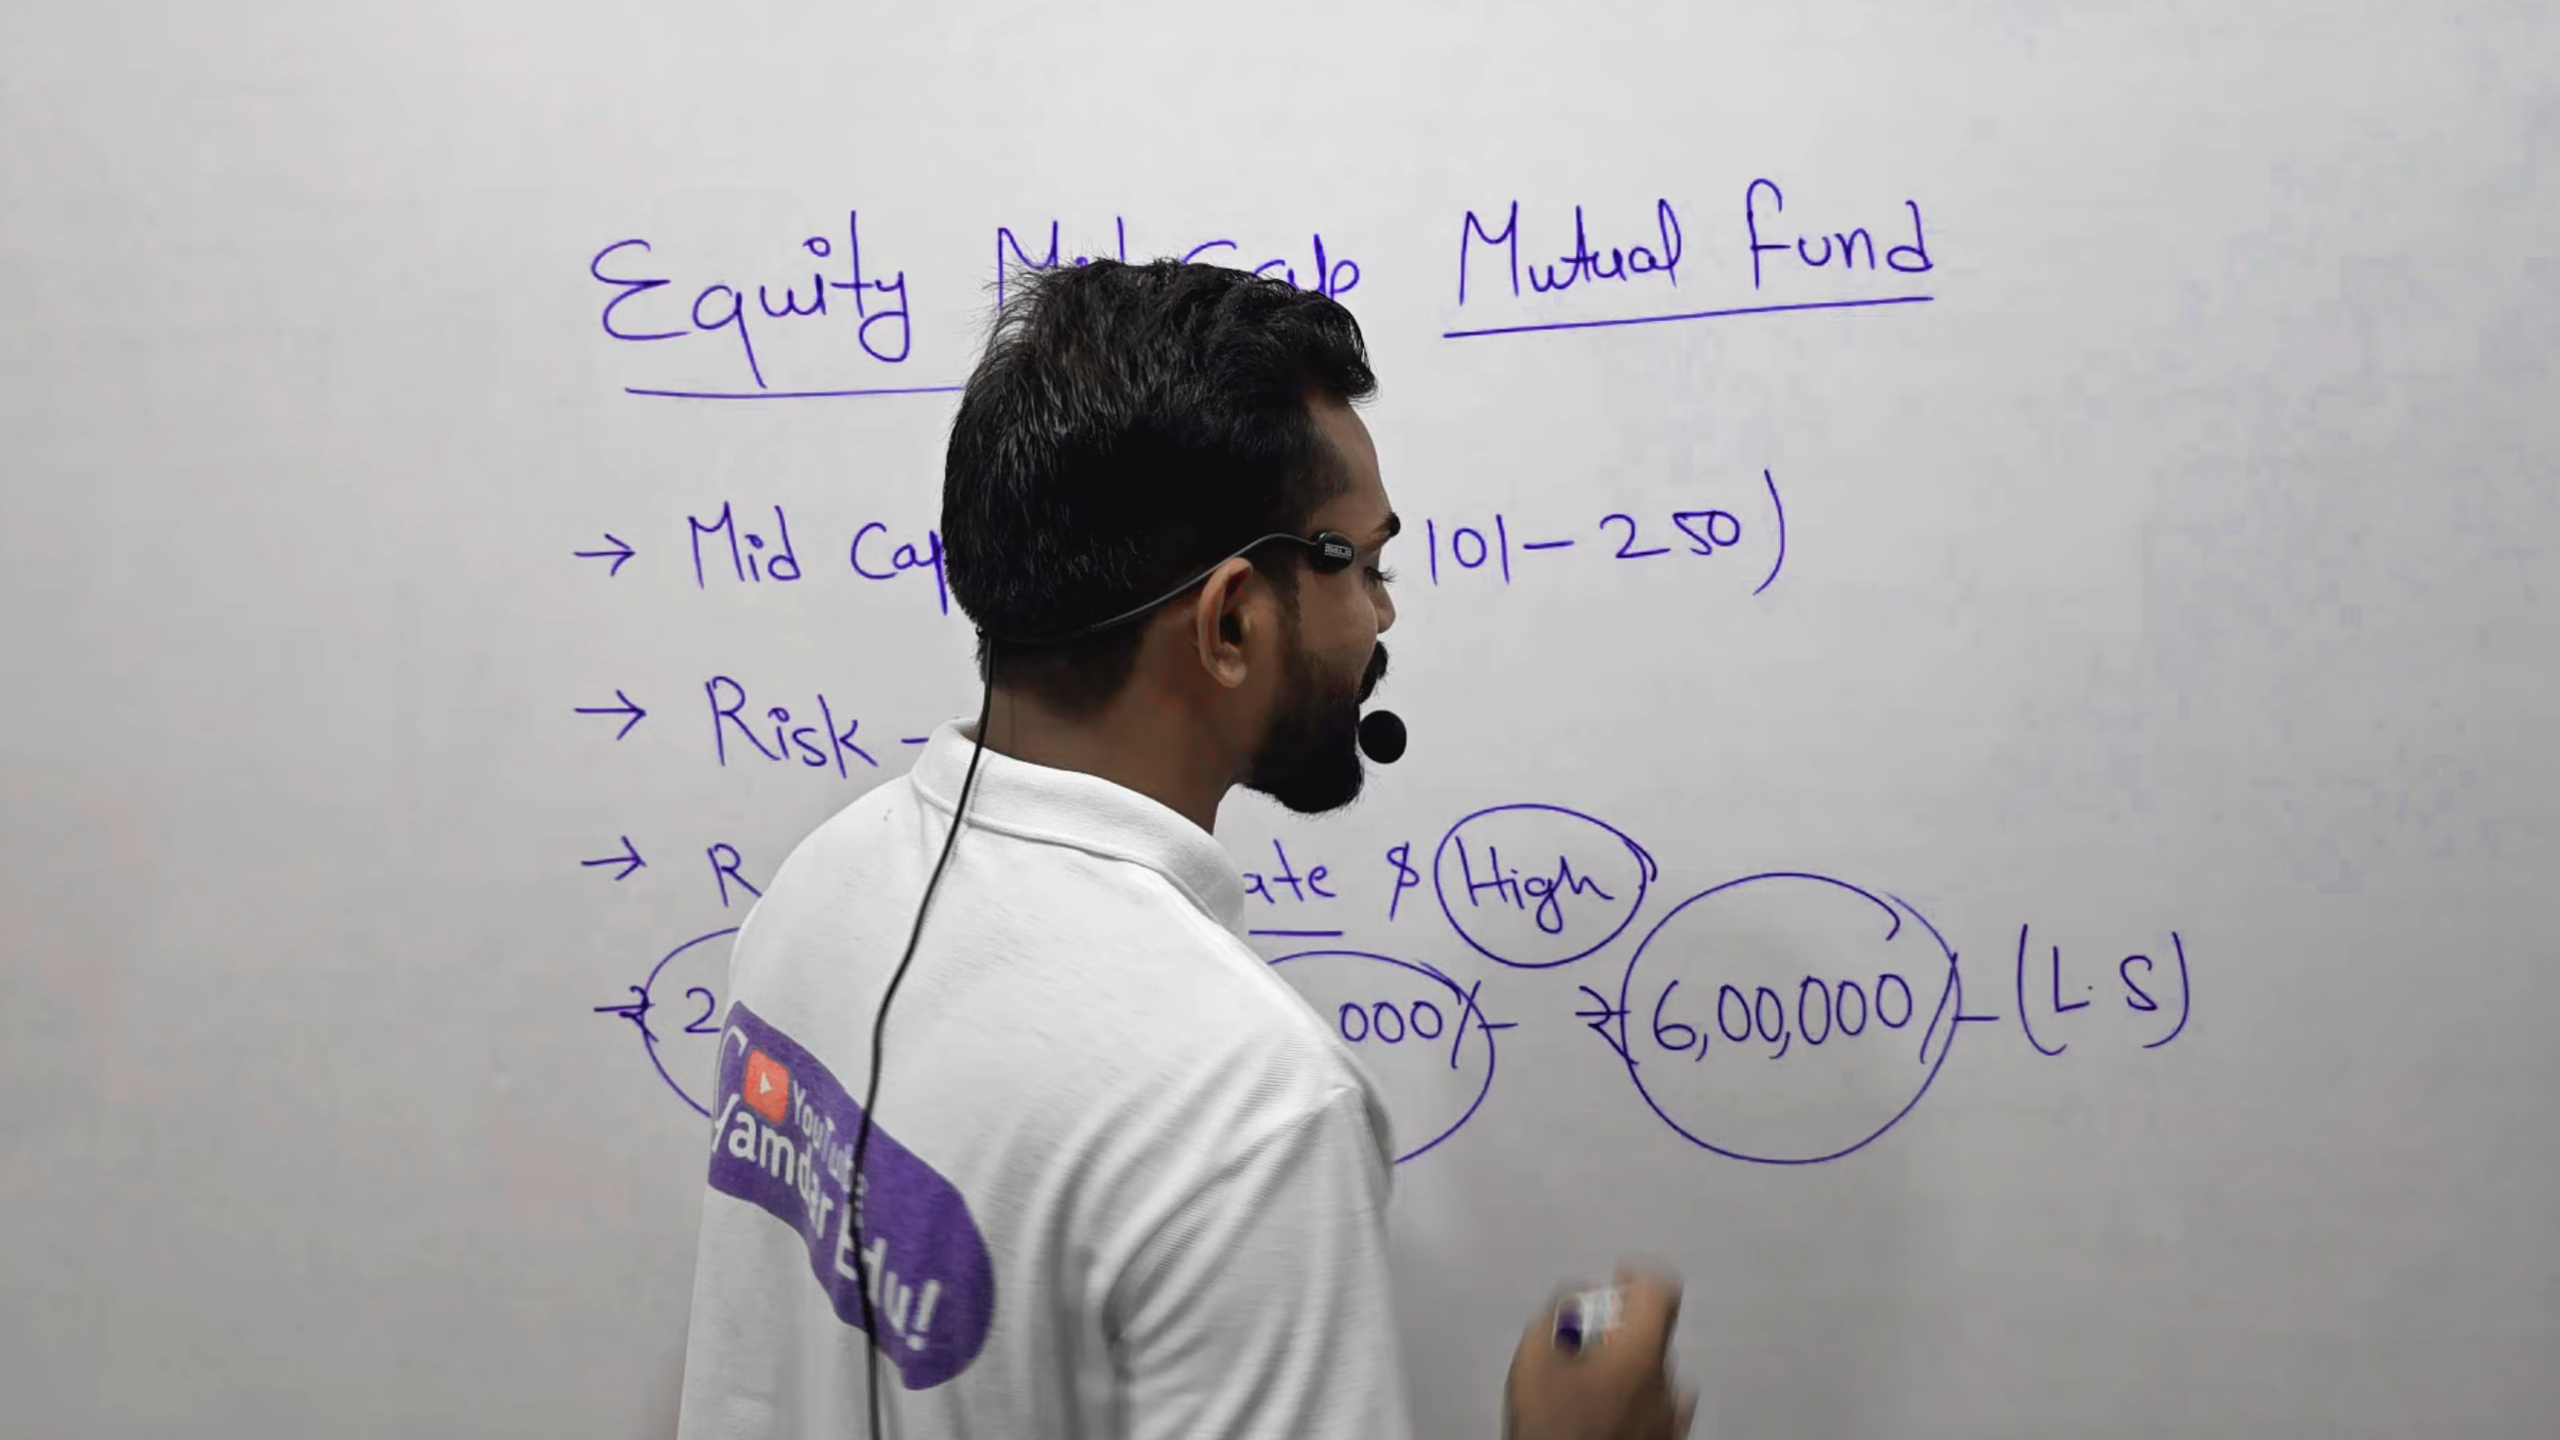 Equity Mid Cap Mutual Fund
→ Mid Cap 101-250)
→ Risk -
→ R ate & High
→ ₹ 2 000/- ₹ 6,00,000/- (L.S)
YouTube
Yamdar Edu!